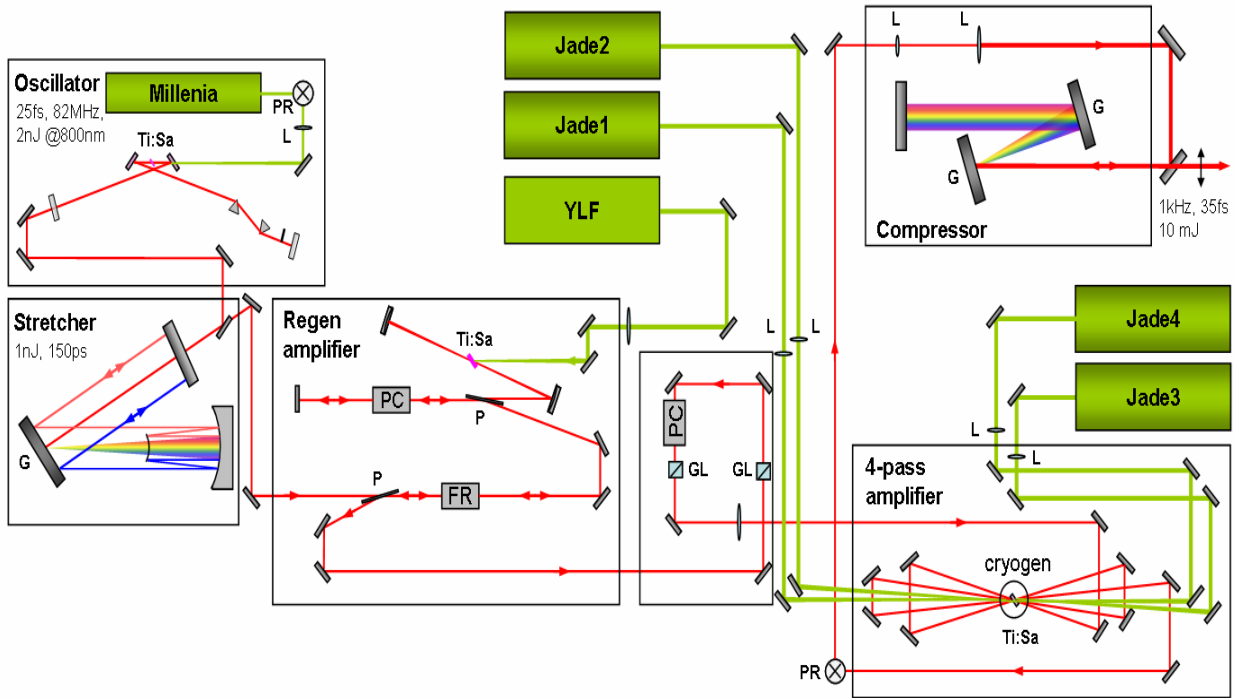 Oscillator
25fs, 82MHz,
2nJ @800nm
Millenia
PR
L
Ti:Sa
Stretcher
1nJ, 150ps
G
Regen
amplifier
Ti:Sa
PC
P
P
FR
Jade2
Jade1
YLF
L
L
PC
GL
GL
L
L
G
G
Compressor
1kHz, 35fs
10 mJ
Jade4
Jade3
L
L
4-pass
amplifier
cryogen
Ti:Sa
PR